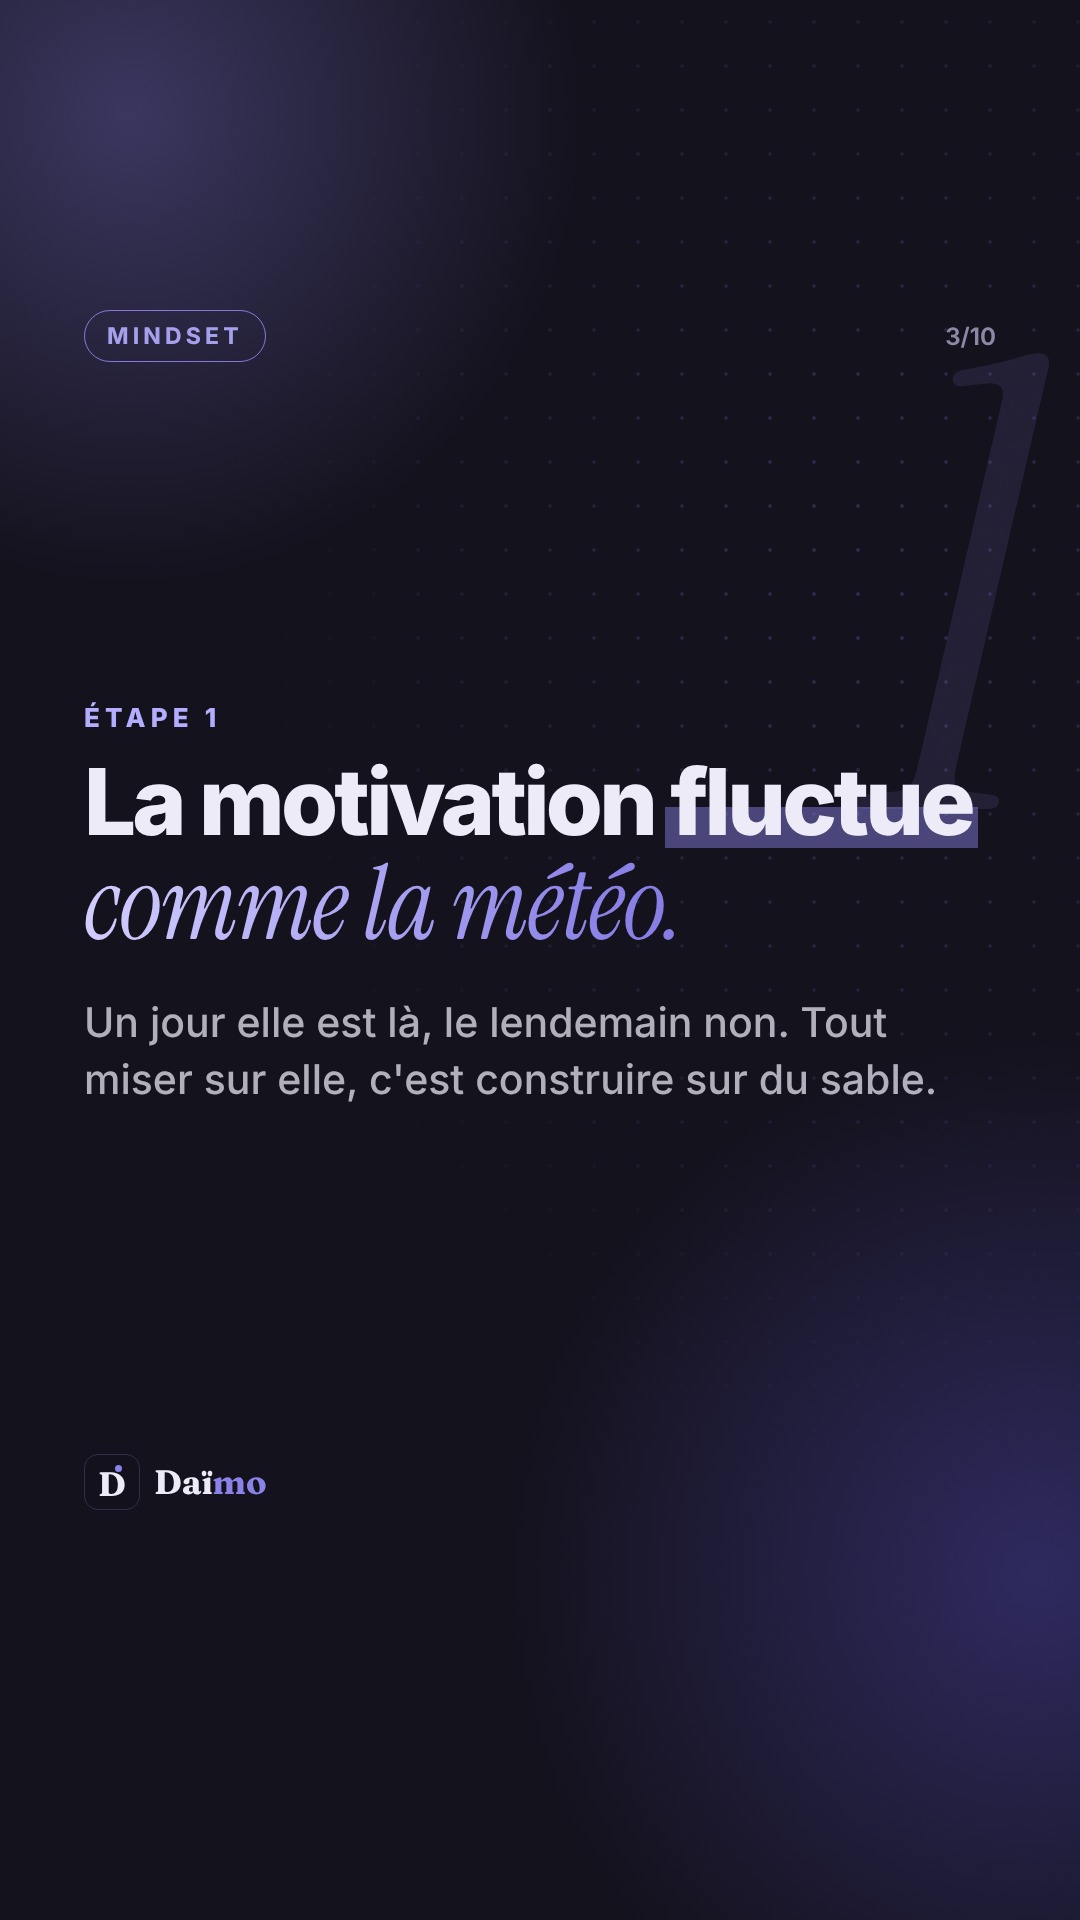 MINDSET
3/10
1
ÉTAPE 1
La motivation fluctue
comme la météo.
Un jour elle est là, le lendemain non. Tout
miser sur elle, c'est construire sur du sable.
D Daïmo